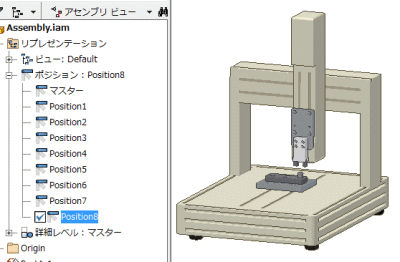 アセンブリ ビュー
Assembly.iam
リプレゼンテーション
ビュー : Default
ポジション : Position8
マスター
Position1
Position2
Position3
Position4
Position5
Position6
Position7
Position8
詳細レベル : マスター
Origin